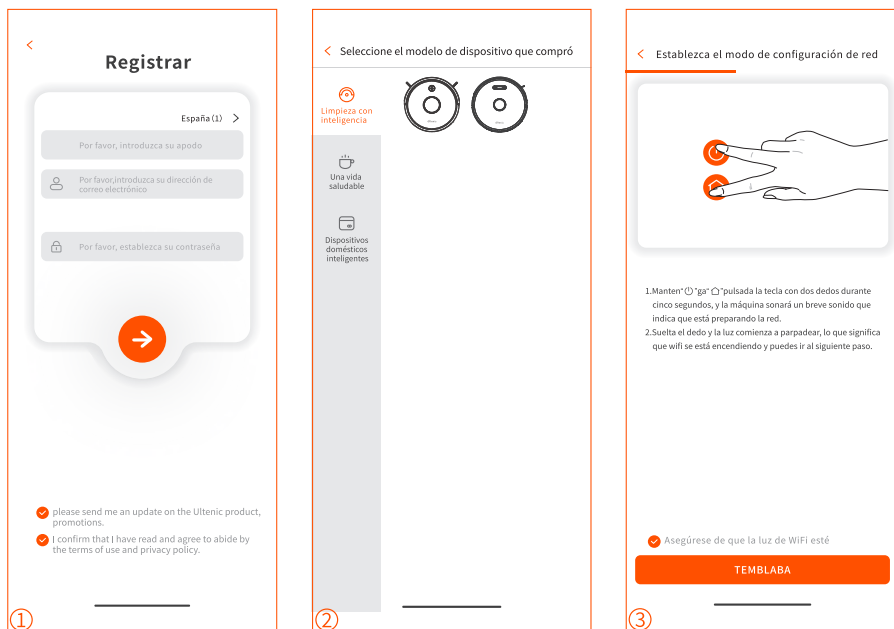 Registrar
España (1)
Por favor, introduzca su apodo
Por favor,introduzca su dirección de
correo electrónico
Por favor, establezca su contraseña
please send me an update on the Ultenic product,
promotions.
I confirm that I have read and agree to abide by
the terms of use and privacy policy.
①
Seleccione el modelo de dispositivo que compró
Limpieza con
inteligencia
Una vida
saludable
Dispositivos
domésticos
inteligentes
②
Establezca el modo de configuración de red
1.Manten“⏻”ga“⌂”pulsada la tecla con dos dedos durante
cinco segundos, y la máquina sonará un breve sonido que
indica que está preparando la red.
2.Suelta el dedo y la luz comienza a parpadear, lo que significa
que wifi se está encendiendo y puedes ir al siguiente paso.
Asegúrese de que la luz de WiFi esté
TEMBLABA
③